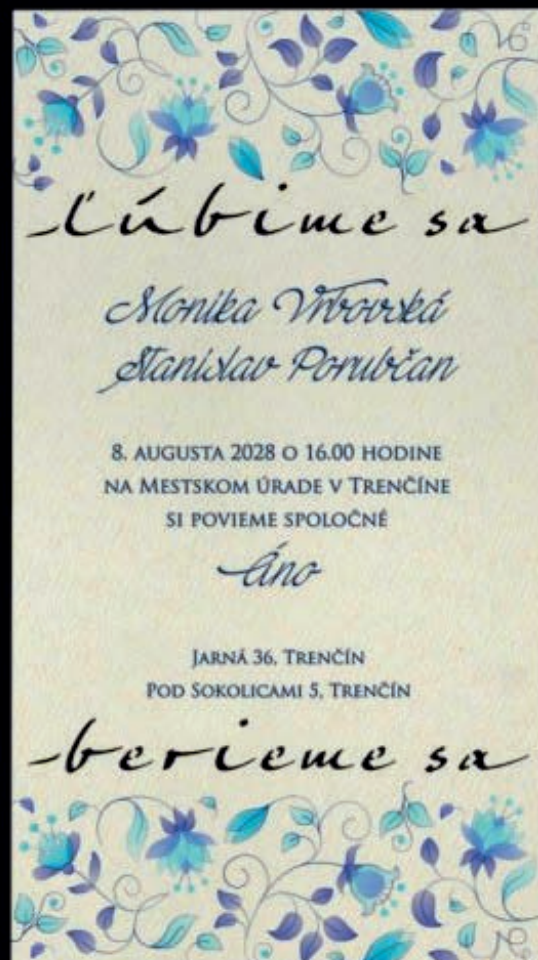 Ľúbime sa
Monika Vrbovská
Stanislav Porubčan
8. AUGUSTA 2028 O 16.00 HODINE
NA MESTSKOM ÚRADE V TRENČÍNE
SI POVIEME SPOLOČNÉ
áno
JARNÁ 36, TRENČÍN
POD SOKOLICAMI 5, TRENČÍN
berieme sa